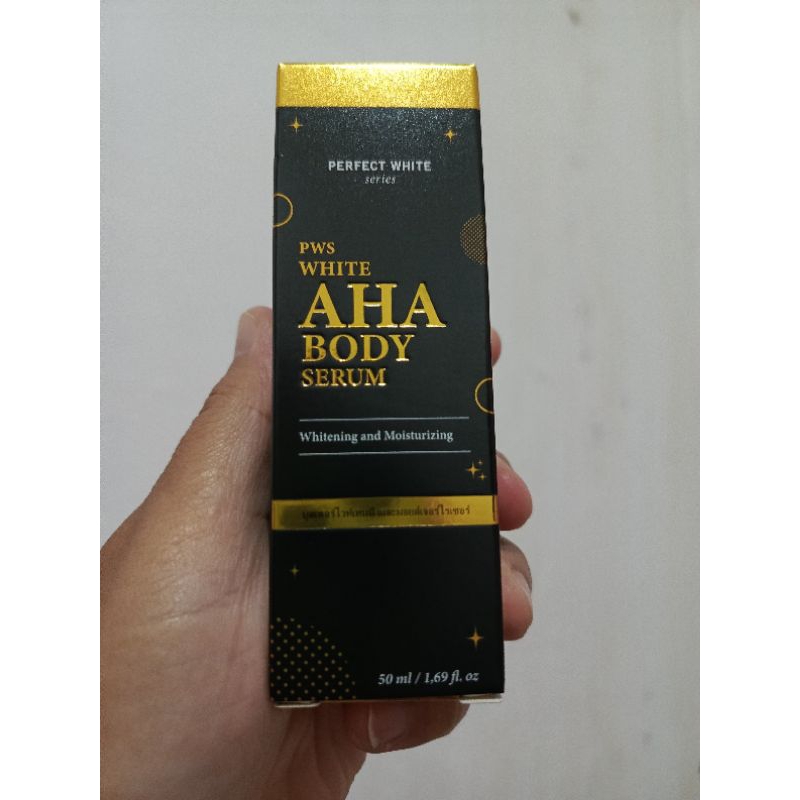 PERFECT WHITE
series
PWS
WHITE
AHA
BODY
SERUM
Whitening and Moisturizing
50 ml / 1,69 fl. oz